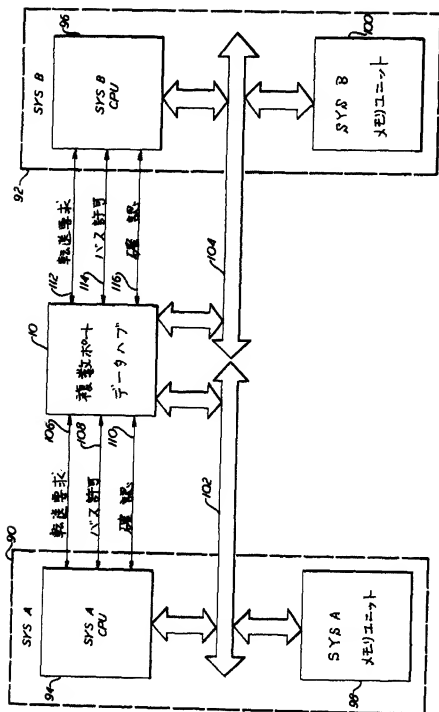 90
SYS A
94
SYS A
CPU
転送要求
106
バス許可
108
確認
110
98
SYS A
メモリユニット
102
10
複数ポート
データハブ
転送要求
112
バス許可
114
確認
116
104
92
SYS B
96
SYS B
CPU
100
SYS B
メモリユニット